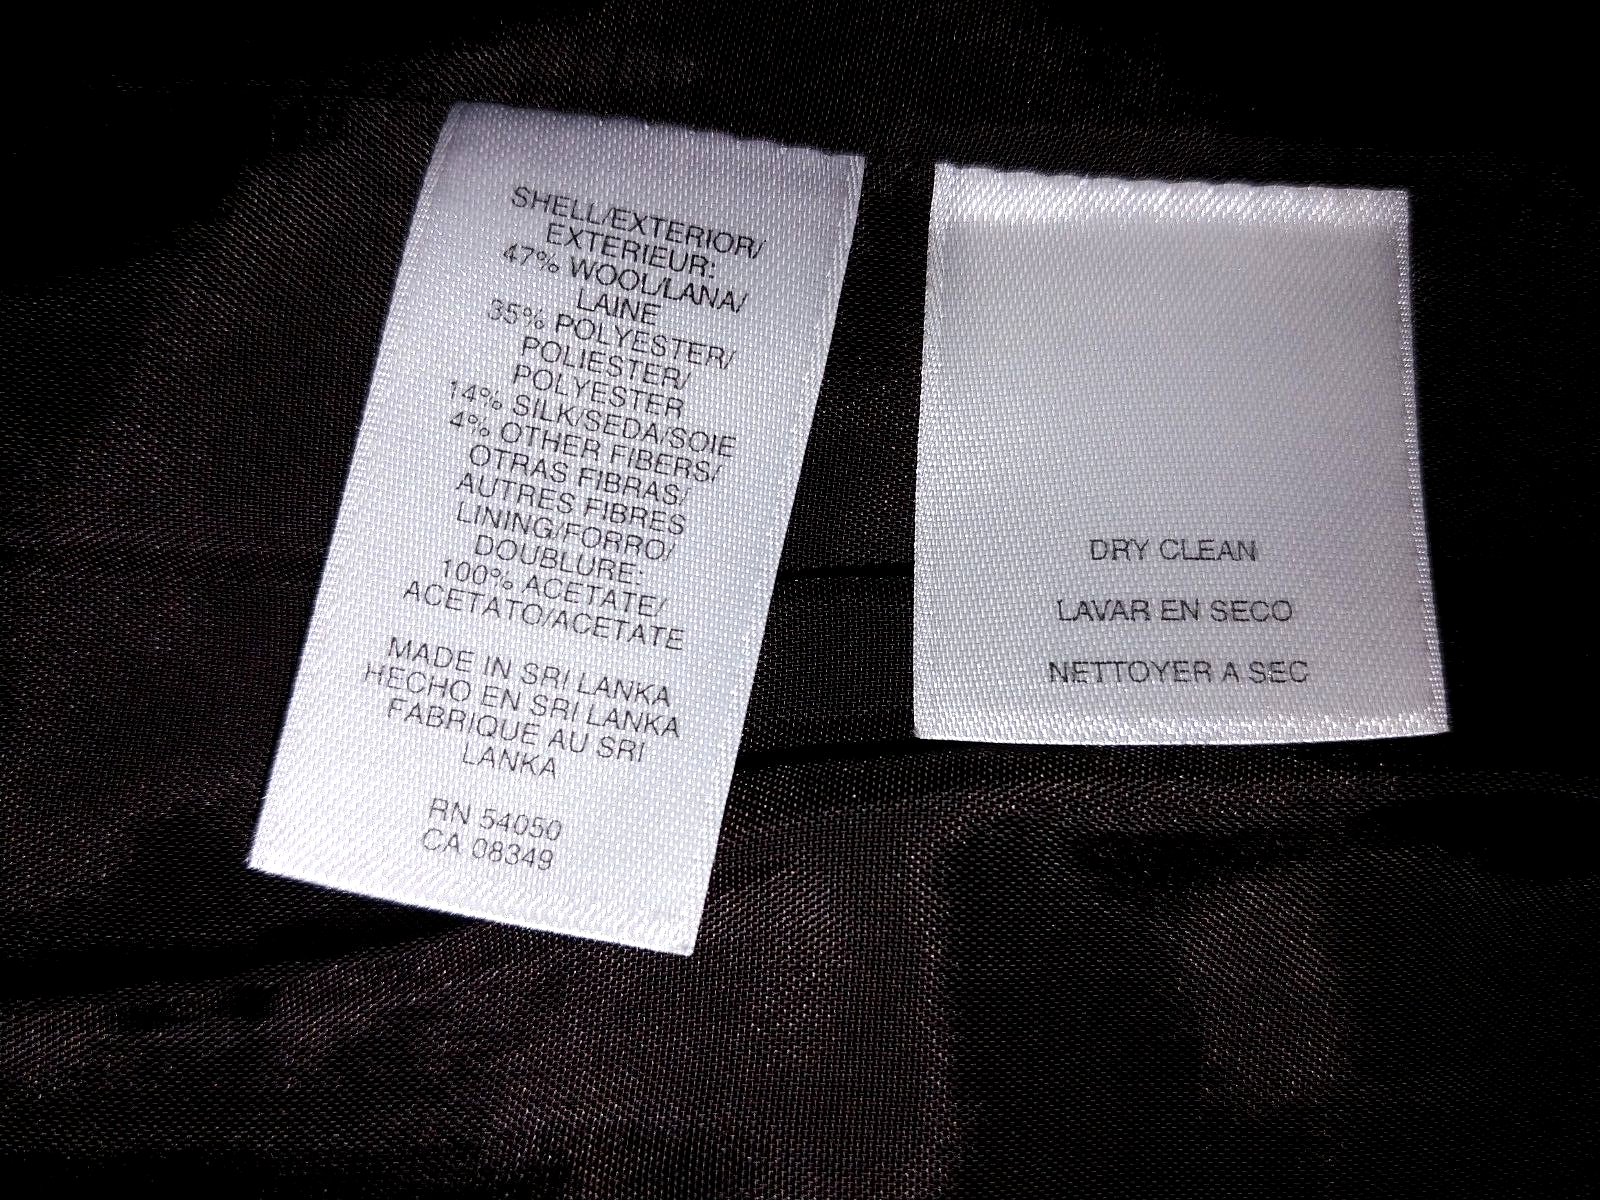 SHELL/EXTERIOR/
EXTERIEUR:
47% WOOL/LANA/
LAINE
35% POLYESTER/
POLIESTER/
POLYESTER
14% SILK/SEDA/SOIE
4% OTHER FIBERS/
OTRAS FIBRAS/
AUTRES FIBRES
LINING/FORRO/
DOUBLURE:
100% ACETATE/
ACETATO/ACETATE
MADE IN SRI LANKA
HECHO EN SRI LANKA
FABRIQUE AU SRI
LANKA
RN 54050
CA 08349
DRY CLEAN
LAVAR EN SECO
NETTOYER A SEC